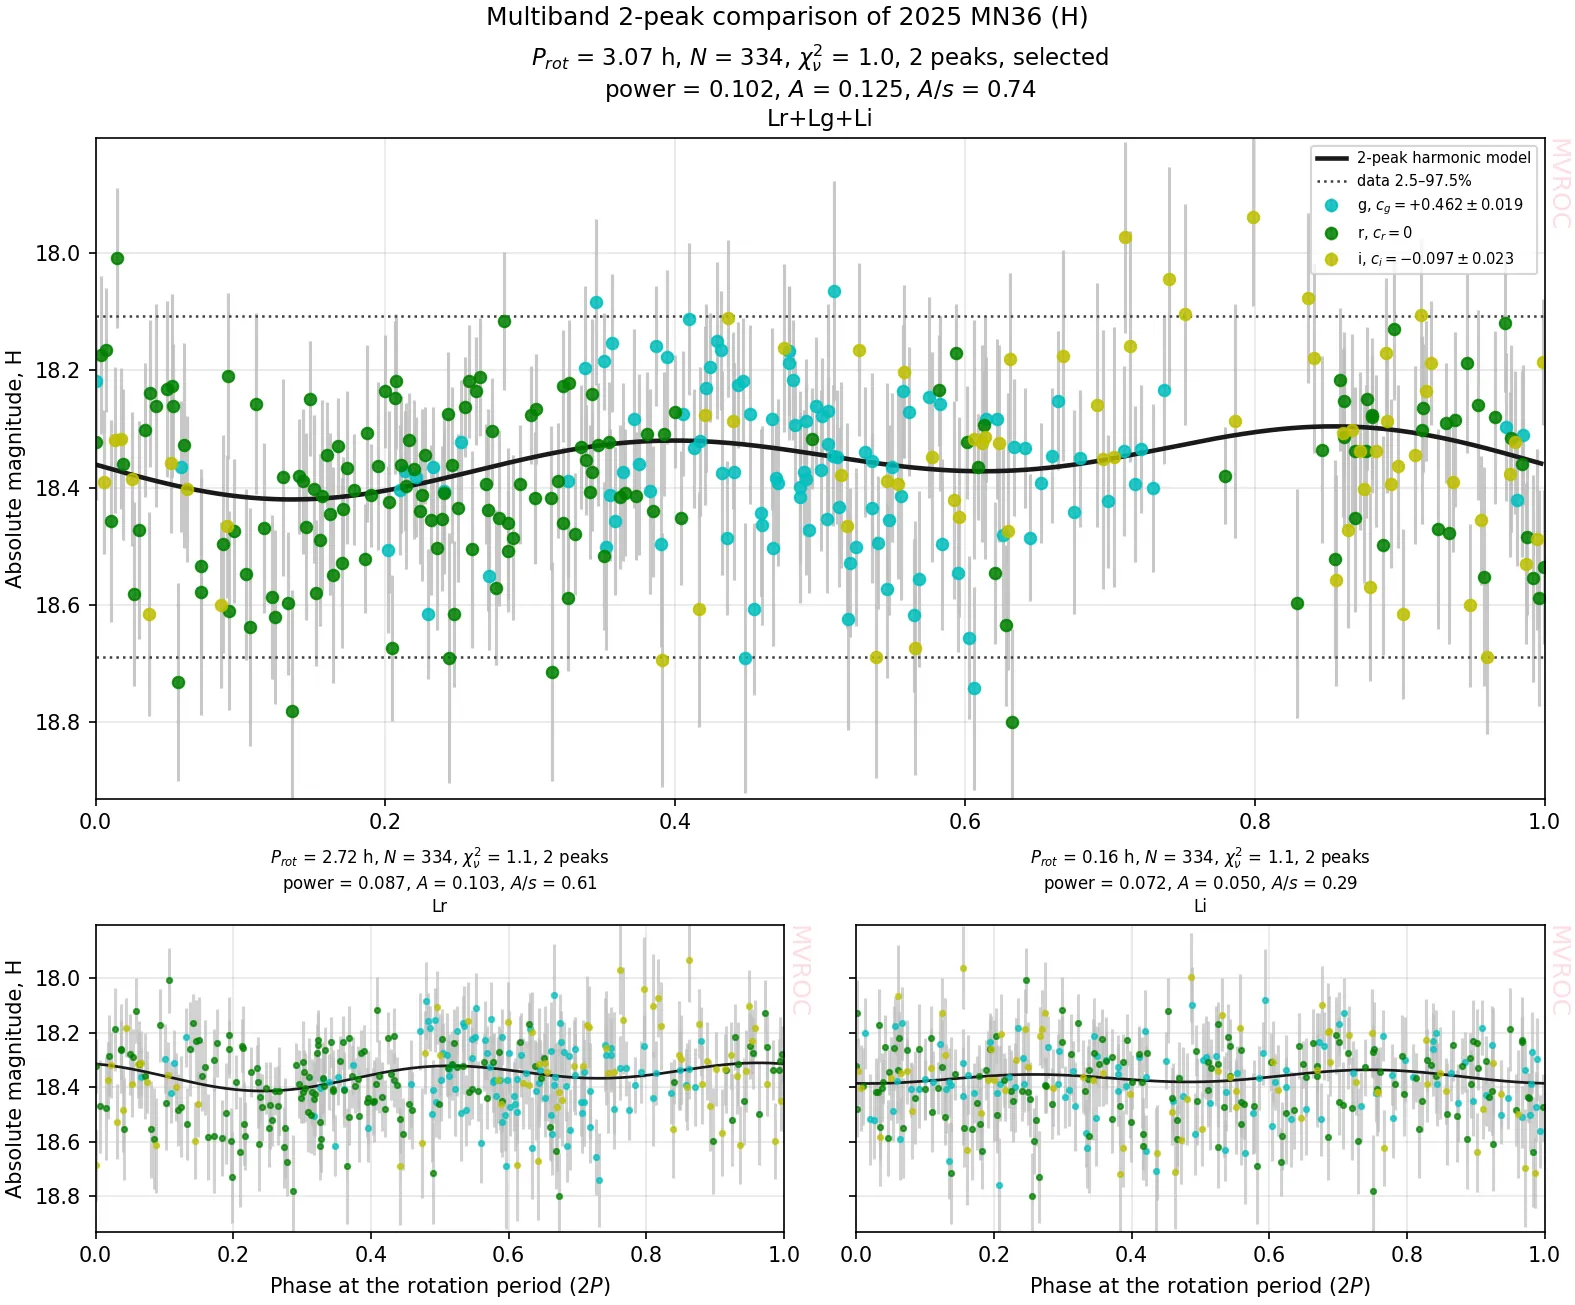 Multiband 2-peak comparison of 2025 MN36 (H)
P_rot = 3.07 h, N = 334, χ²_ν = 1.0, 2 peaks, selected
power = 0.102, A = 0.125, A/s = 0.74
Lr+Lg+Li
2-peak harmonic model
data 2.5–97.5%
g, c_g = +0.462 ± 0.019
r, c_r = 0
i, c_i = −0.097 ± 0.023
MVROC
Absolute magnitude, H
18.0
18.2
18.4
18.6
18.8
0.0 0.2 0.4 0.6 0.8 1.0
P_rot = 2.72 h, N = 334, χ²_ν = 1.1, 2 peaks
power = 0.087, A = 0.103, A/s = 0.61
Lr
MVROC
Absolute magnitude, H
18.0
18.2
18.4
18.6
18.8
0.0 0.2 0.4 0.6 0.8 1.0
Phase at the rotation period (2P)
P_rot = 0.16 h, N = 334, χ²_ν = 1.1, 2 peaks
power = 0.072, A = 0.050, A/s = 0.29
Li
MVROC
0.0 0.2 0.4 0.6 0.8 1.0
Phase at the rotation period (2P)